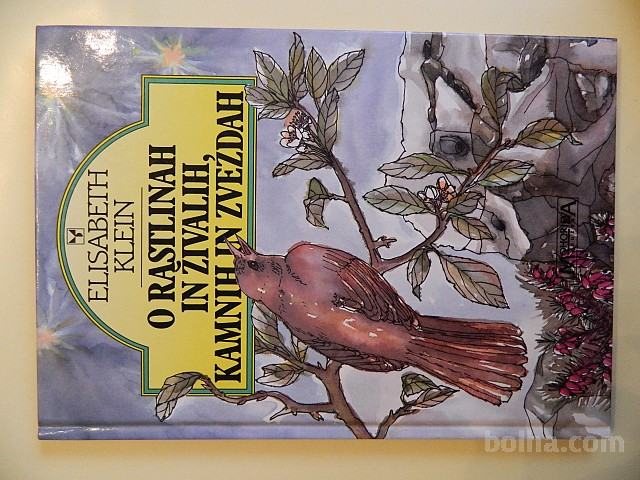 ELISABETH
KLEIN
O RASTLINAH
IN ŽIVALIH,
KAMNIH IN ZVEZDAH
bolha.com